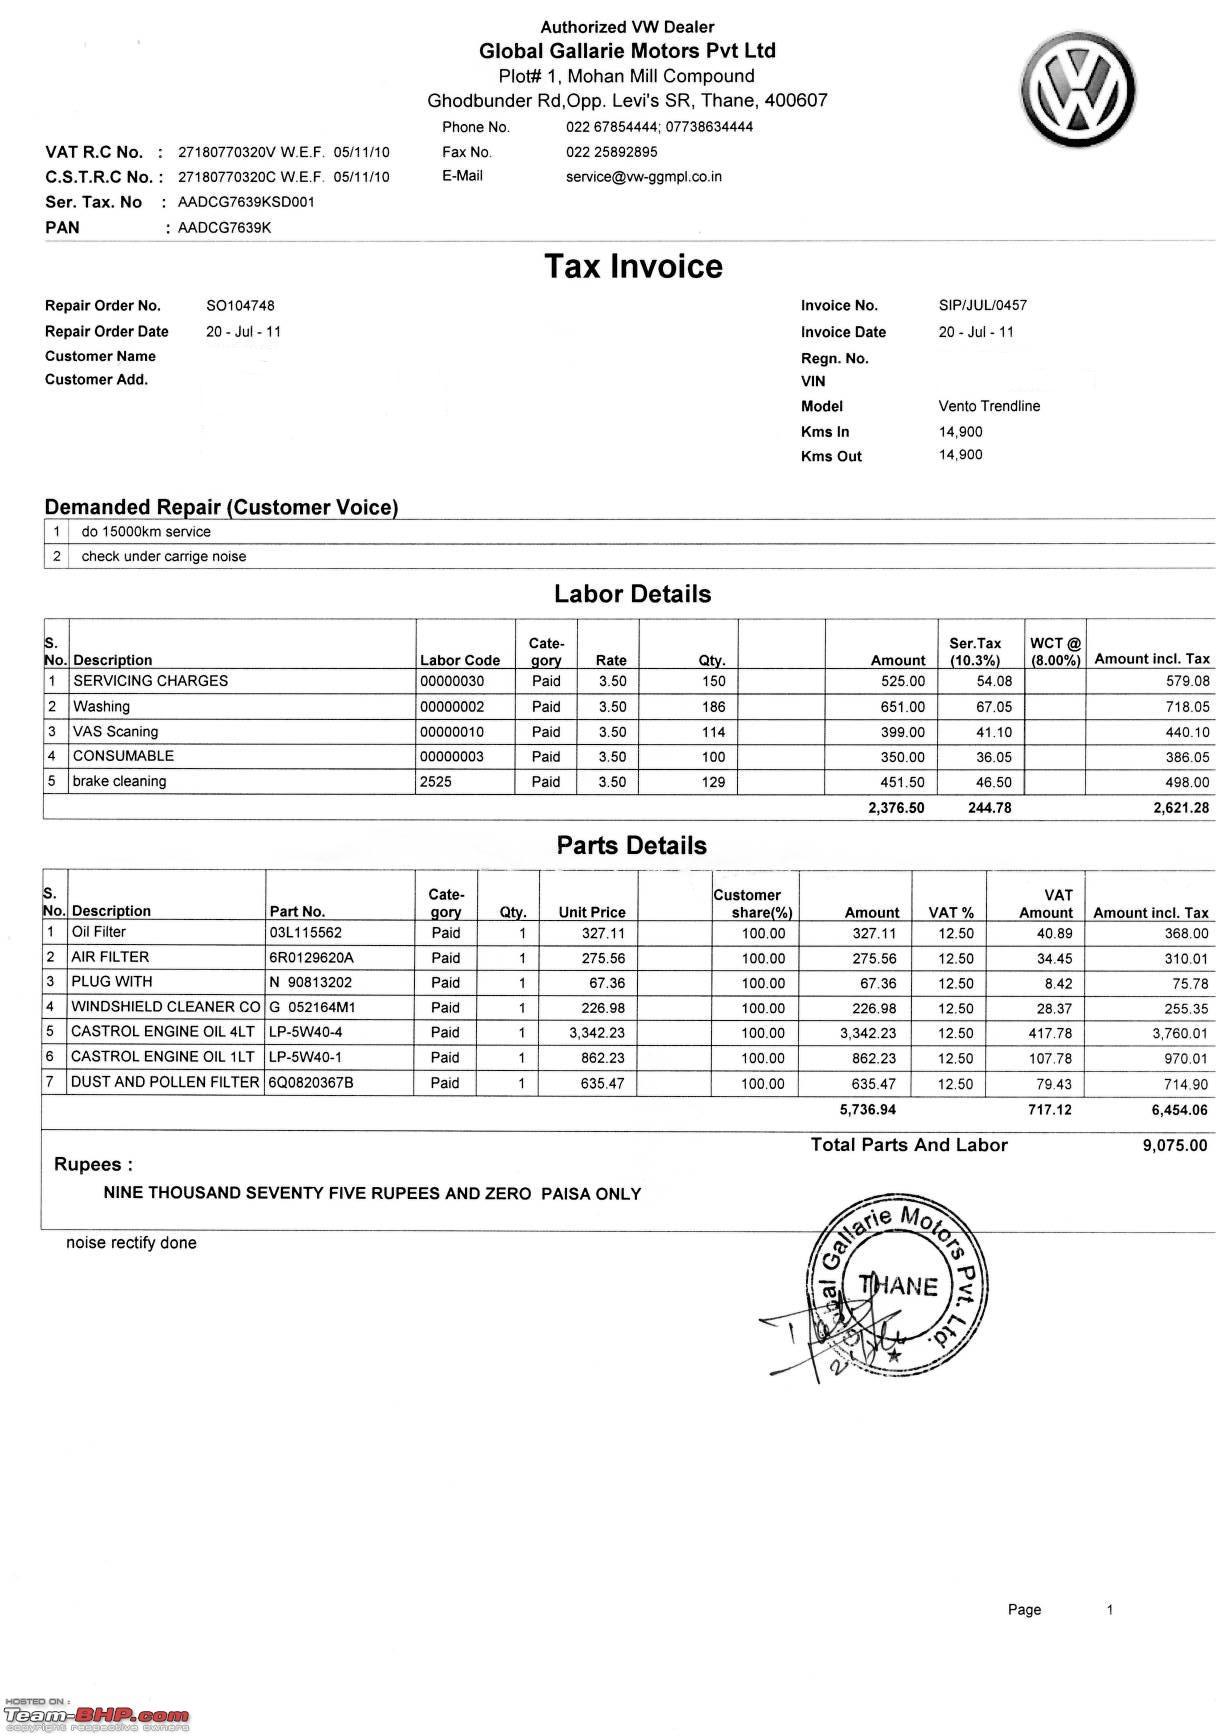 Authorized VW Dealer
Global Gallarie Motors Pvt Ltd
Plot# 1, Mohan Mill Compound
Ghodbunder Rd,Opp. Levi's SR, Thane, 400607
Phone No. 022 67854444; 07738634444
VAT R.C No. : 27180770320V W.E.F. 05/11/10 Fax No. 022 25892895
C.S.T.R.C No. : 27180770320C W.E.F. 05/11/10 E-Mail service@vw-ggmpl.co.in
Ser. Tax. No : AADCG7639KSD001
PAN : AADCG7639K
Tax Invoice
Repair Order No. SO104748 Invoice No. SIP/JUL/0457
Repair Order Date 20 - Jul - 11 Invoice Date 20 - Jul - 11
Customer Name Regn. No.
Customer Add. VIN
Model Vento Trendline
Kms In 14,900
Kms Out 14,900
Demanded Repair (Customer Voice)
1 do 15000km service
2 check under carrige noise
Labor Details
S. No. Description Labor Code Cate-gory Rate Qty. Amount Ser.Tax (10.3%) WCT @ (8.00%) Amount incl. Tax
1 SERVICING CHARGES 00000030 Paid 3.50 150 525.00 54.08 579.08
2 Washing 00000002 Paid 3.50 186 651.00 67.05 718.05
3 VAS Scaning 00000010 Paid 3.50 114 399.00 41.10 440.10
4 CONSUMABLE 00000003 Paid 3.50 100 350.00 36.05 386.05
5 brake cleaning 2525 Paid 3.50 129 451.50 46.50 498.00
2,376.50 244.78 2,621.28
Parts Details
S. No. Description Part No. Cate-gory Qty. Unit Price Customer share(%) Amount VAT % VAT Amount Amount incl. Tax
1 Oil Filter 03L115562 Paid 1 327.11 100.00 327.11 12.50 40.89 368.00
2 AIR FILTER 6R0129620A Paid 1 275.56 100.00 275.56 12.50 34.45 310.01
3 PLUG WITH N 90813202 Paid 1 67.36 100.00 67.36 12.50 8.42 75.78
4 WINDSHIELD CLEANER CO G 052164M1 Paid 1 226.98 100.00 226.98 12.50 28.37 255.35
5 CASTROL ENGINE OIL 4LT LP-5W40-4 Paid 1 3,342.23 100.00 3,342.23 12.50 417.78 3,760.01
6 CASTROL ENGINE OIL 1LT LP-5W40-1 Paid 1 862.23 100.00 862.23 12.50 107.78 970.01
7 DUST AND POLLEN FILTER 6Q0820367B Paid 1 635.47 100.00 635.47 12.50 79.43 714.90
5,736.94 717.12 6,454.06
Total Parts And Labor 9,075.00
Rupees :
NINE THOUSAND SEVENTY FIVE RUPEES AND ZERO PAISA ONLY
noise rectify done
Gallarie Motors Pvt. Ltd.
THANE
Page 1
HOSTED ON :
Team-BHP.com
copyright respective owners